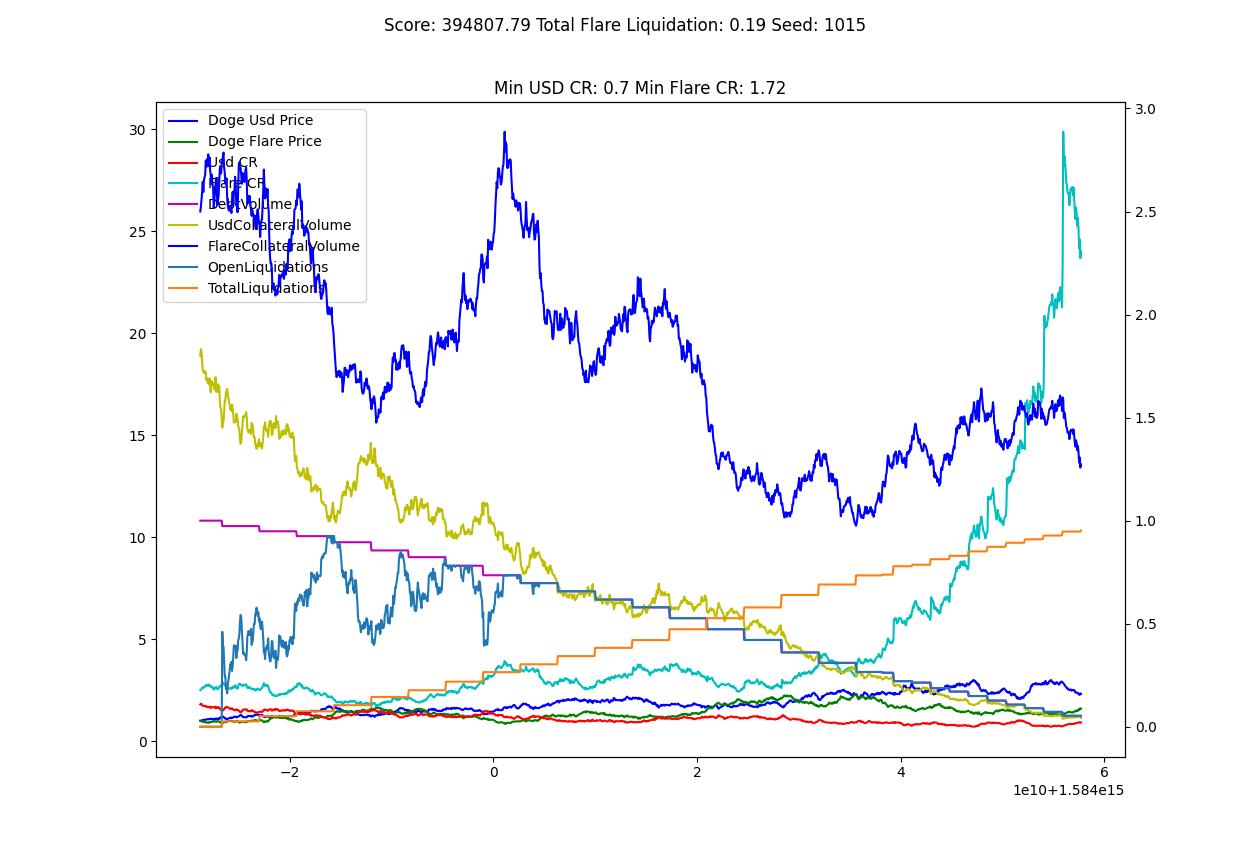 Score: 394807.79 Total Flare Liquidation: 0.19 Seed: 1015
Min USD CR: 0.7 Min Flare CR: 1.72
Doge Usd Price
Doge Flare Price
Usd CR
Flare CR
DebtVolume
UsdCollateralVolume
FlareCollateralVolume
OpenLiquidations
TotalLiquidations
30
25
20
15
10
5
0
3.0
2.5
2.0
1.5
1.0
0.5
0.0
−2
0
2
4
6
1e10+1.584e15